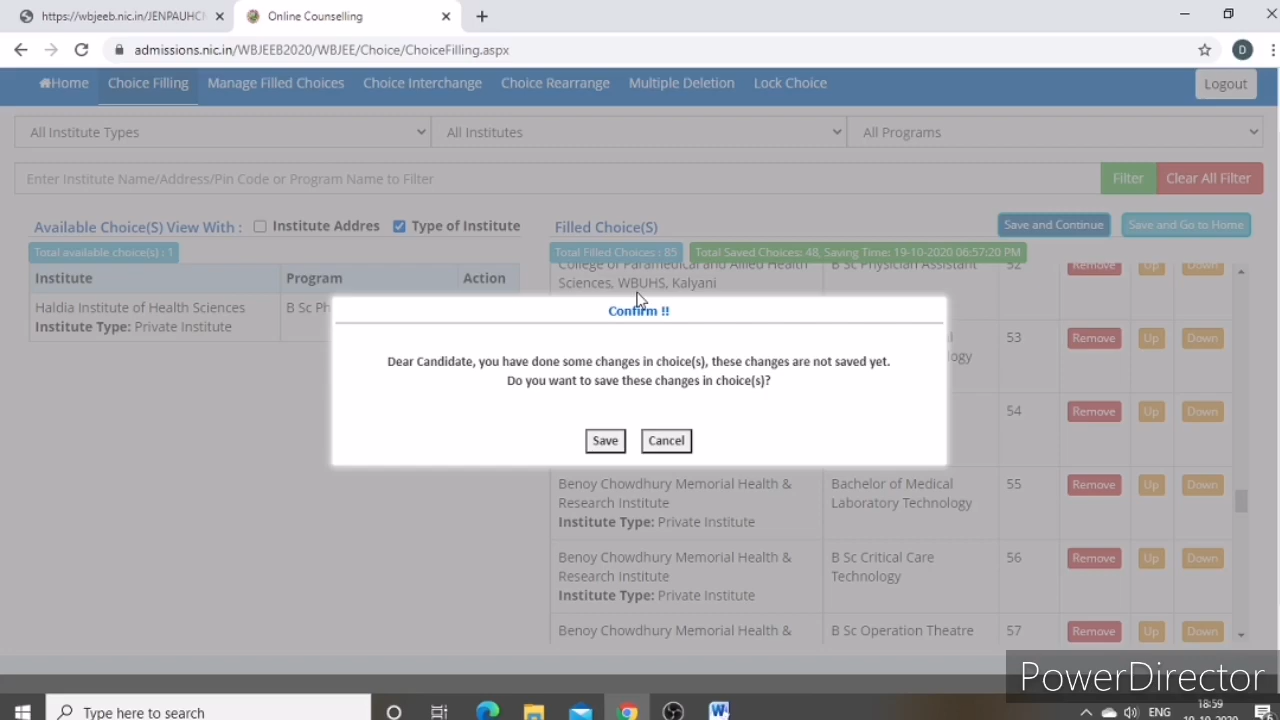 https://wbjeeb.nic.in/JENPAUHCI
Online Counselling
admissions.nic.in/WBJEEB2020/WBJEE/Choice/ChoiceFilling.aspx
D
Home Choice Filling Manage Filled Choices Choice Interchange Choice Rearrange Multiple Deletion Lock Choice Logout
All Institute Types All Institutes All Programs
Enter Institute Name/Address/Pin Code or Program Name to Filter Filter Clear All Filter
Available Choice(S) View With : Institute Addres Type of Institute
Filled Choice(S) Save and Continue Save and Go to Home
Total available choice(s) : 1
Total Filled Choices : 85 Total Saved Choices: 48, Saving Time: 19-10-2020 06:57:20 PM
Institute Program Action
Haldia Institute of Health Sciences B Sc Ph
Institute Type: Private Institute
College of Paramedical and Allied Health B Sc Physician Assistant 52 Remove Up Down
Sciences, WBUHS, Kalyani
Confirm !!
Dear Candidate, you have done some changes in choice(s), these changes are not saved yet.
Do you want to save these changes in choice(s)?
Save Cancel
53 Remove Up Down
54 Remove Up Down
Benoy Chowdhury Memorial Health & Bachelor of Medical 55 Remove Up Down
Research Institute Laboratory Technology
Institute Type: Private Institute
Benoy Chowdhury Memorial Health & B Sc Critical Care 56 Remove Up Down
Research Institute Technology
Institute Type: Private Institute
Benoy Chowdhury Memorial Health & B Sc Operation Theatre 57 Remove Up Down
PowerDirector
Type here to search
ENG
18:59
19-10-2020